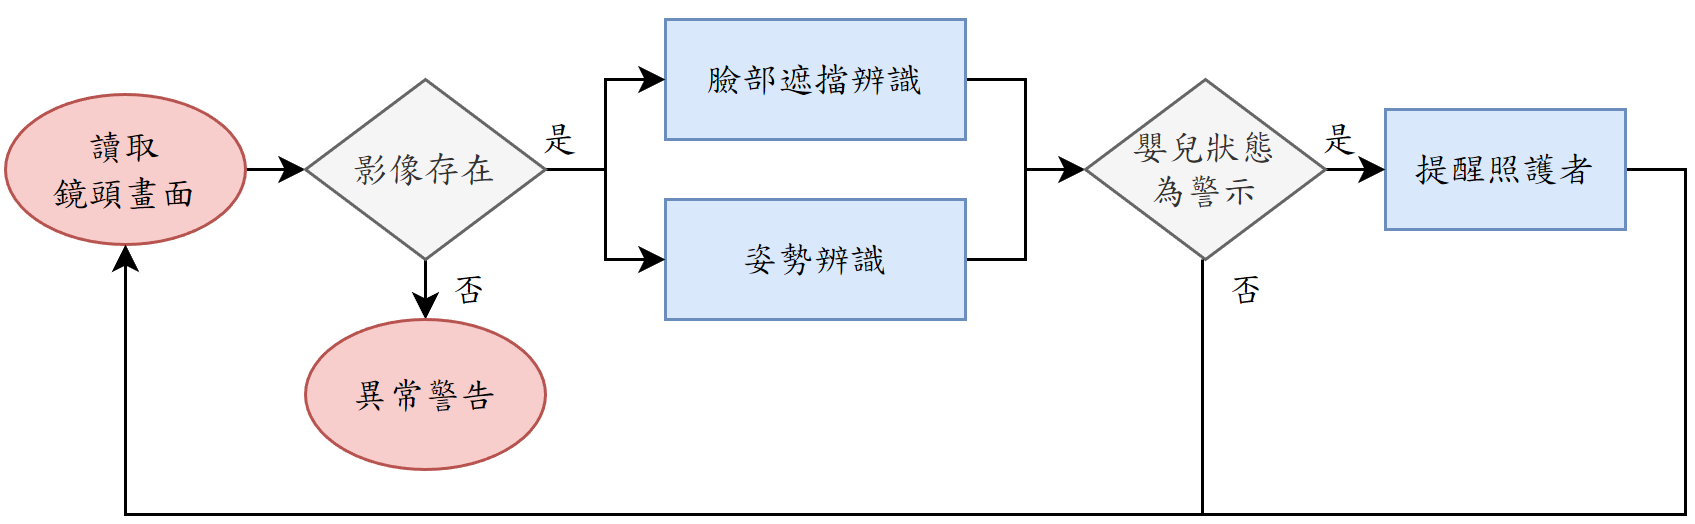 讀取
鏡頭畫面
影像存在
是
否
異常警告
臉部遮擋辨識
姿勢辨識
嬰兒狀態
為警示
是
否
提醒照護者